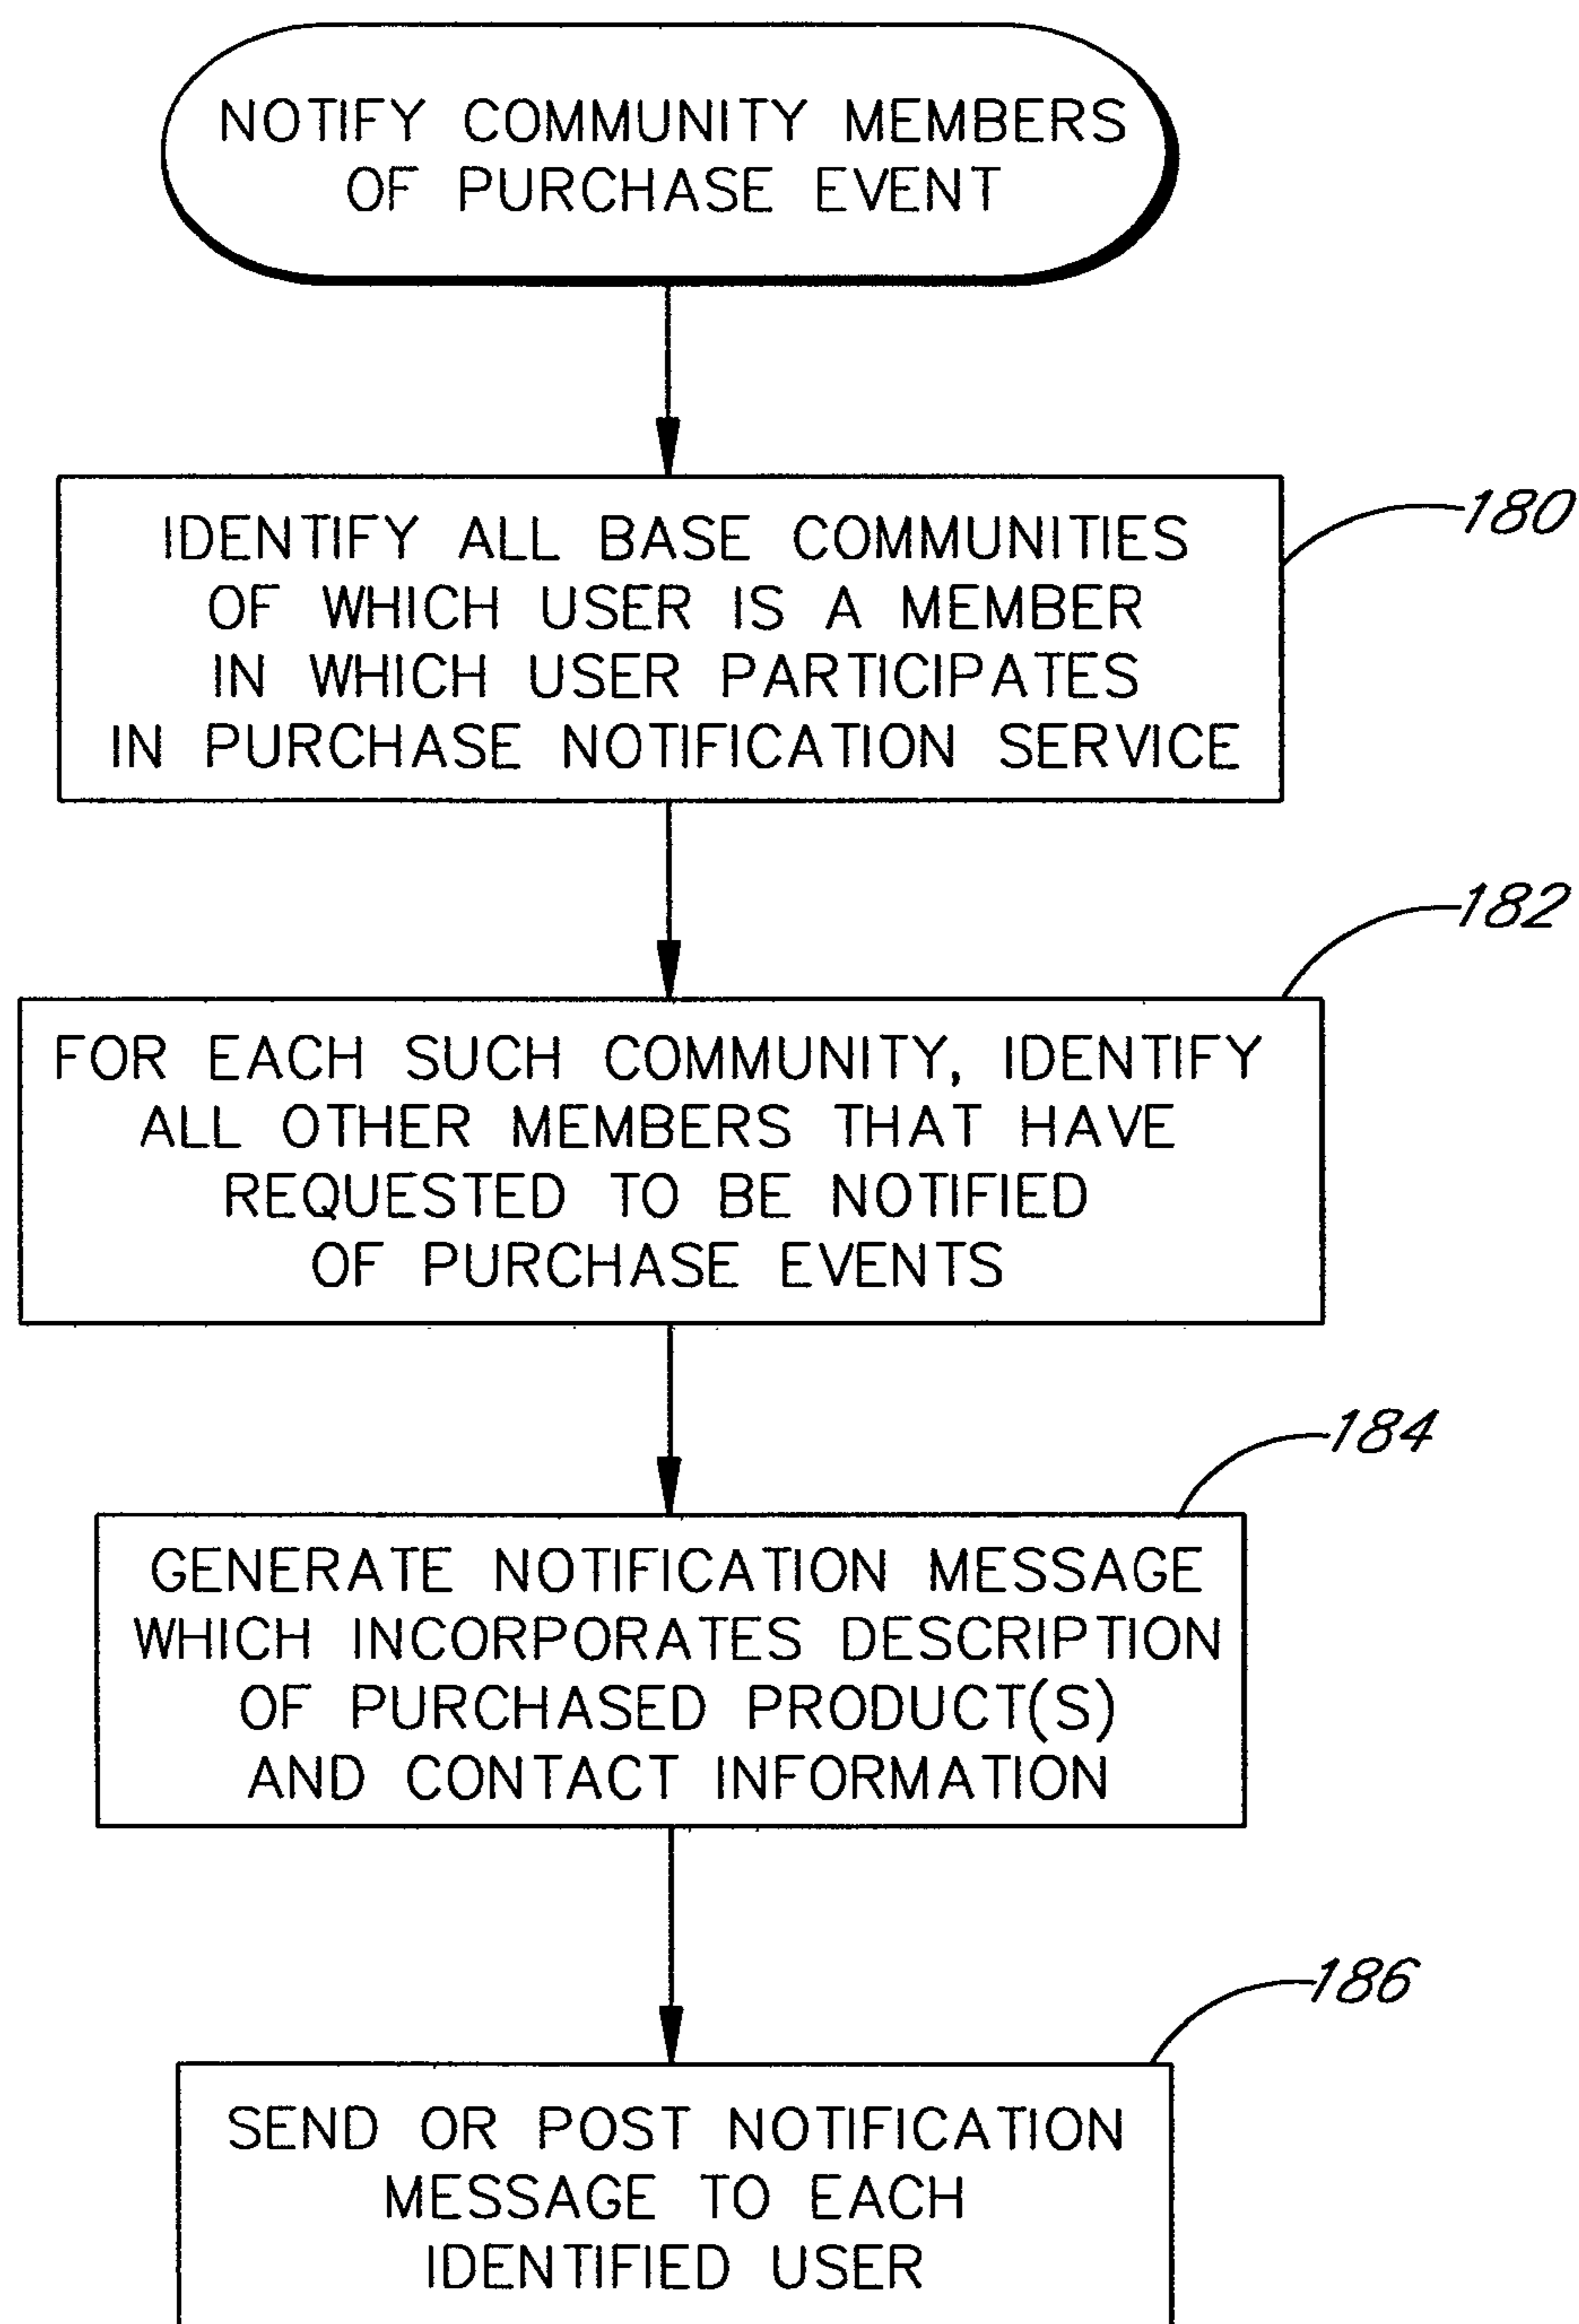 NOTIFY COMMUNITY MEMBERS
OF PURCHASE EVENT
180
IDENTIFY ALL BASE COMMUNITIES
OF WHICH USER IS A MEMBER
IN WHICH USER PARTICIPATES
IN PURCHASE NOTIFICATION SERVICE
182
FOR EACH SUCH COMMUNITY, IDENTIFY
ALL OTHER MEMBERS THAT HAVE
REQUESTED TO BE NOTIFIED
OF PURCHASE EVENTS
184
GENERATE NOTIFICATION MESSAGE
WHICH INCORPORATES DESCRIPTION
OF PURCHASED PRODUCT(S)
AND CONTACT INFORMATION
186
SEND OR POST NOTIFICATION
MESSAGE TO EACH
IDENTIFIED USER